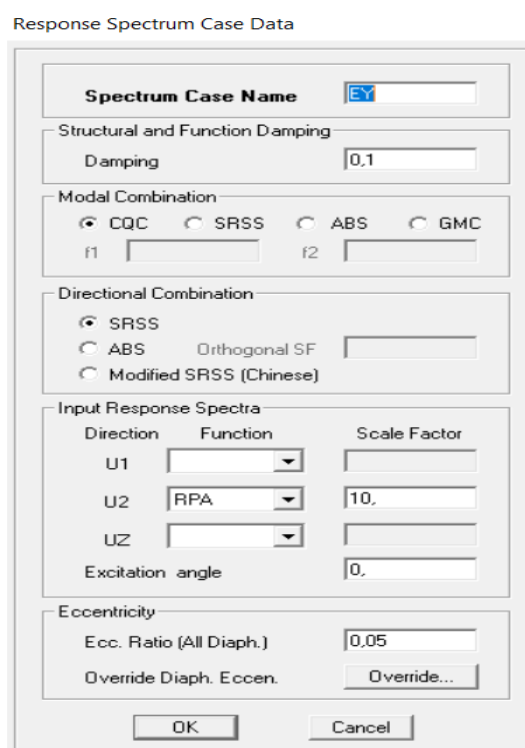 Response Spectrum Case Data
Spectrum Case Name EY
Structural and Function Damping
Damping 0,1
Modal Combination
CQC SRSS ABS GMC
f1 f2
Directional Combination
SRSS
ABS Orthogonal SF
Modified SRSS (Chinese)
Input Response Spectra
Direction Function Scale Factor
U1
U2 RPA 10,
UZ
Excitation angle 0,
Eccentricity
Ecc. Ratio (All Diaph.) 0,05
Override Diaph. Eccen. Override...
OK Cancel